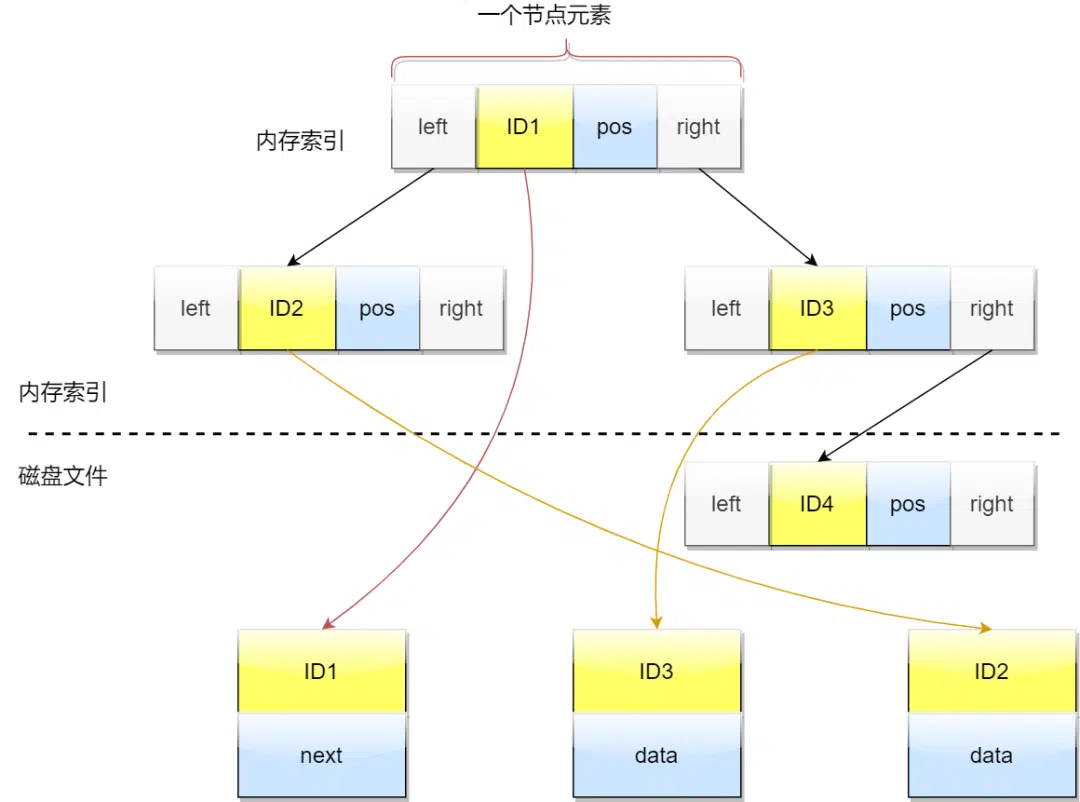 一个节点元素
内存索引
left ID1 pos right
left ID2 pos right
left ID3 pos right
内存索引
磁盘文件
left ID4 pos right
ID1 ID3 ID2
next data data